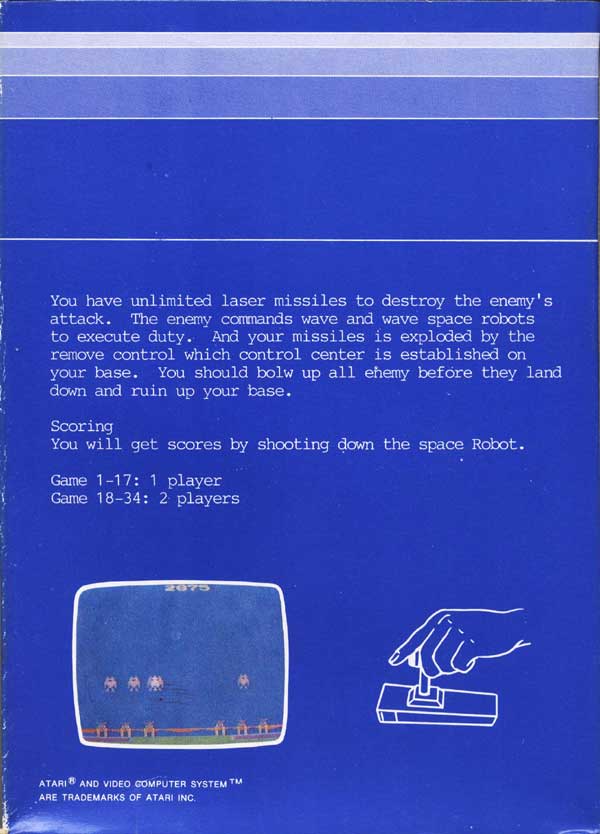 You have unlimited laser missiles to destroy the enemy's
attack. The enemy commands wave and wave space robots
to execute duty. And your missiles is exploded by the
remove control which control center is established on
your base. You should bolw up all ehemy before they land
down and ruin up your base.
Scoring
You will get scores by shooting down the space Robot.
Game 1-17: 1 player
Game 18-34: 2 players
2675
ATARI® AND VIDEO COMPUTER SYSTEM™
ARE TRADEMARKS OF ATARI INC.